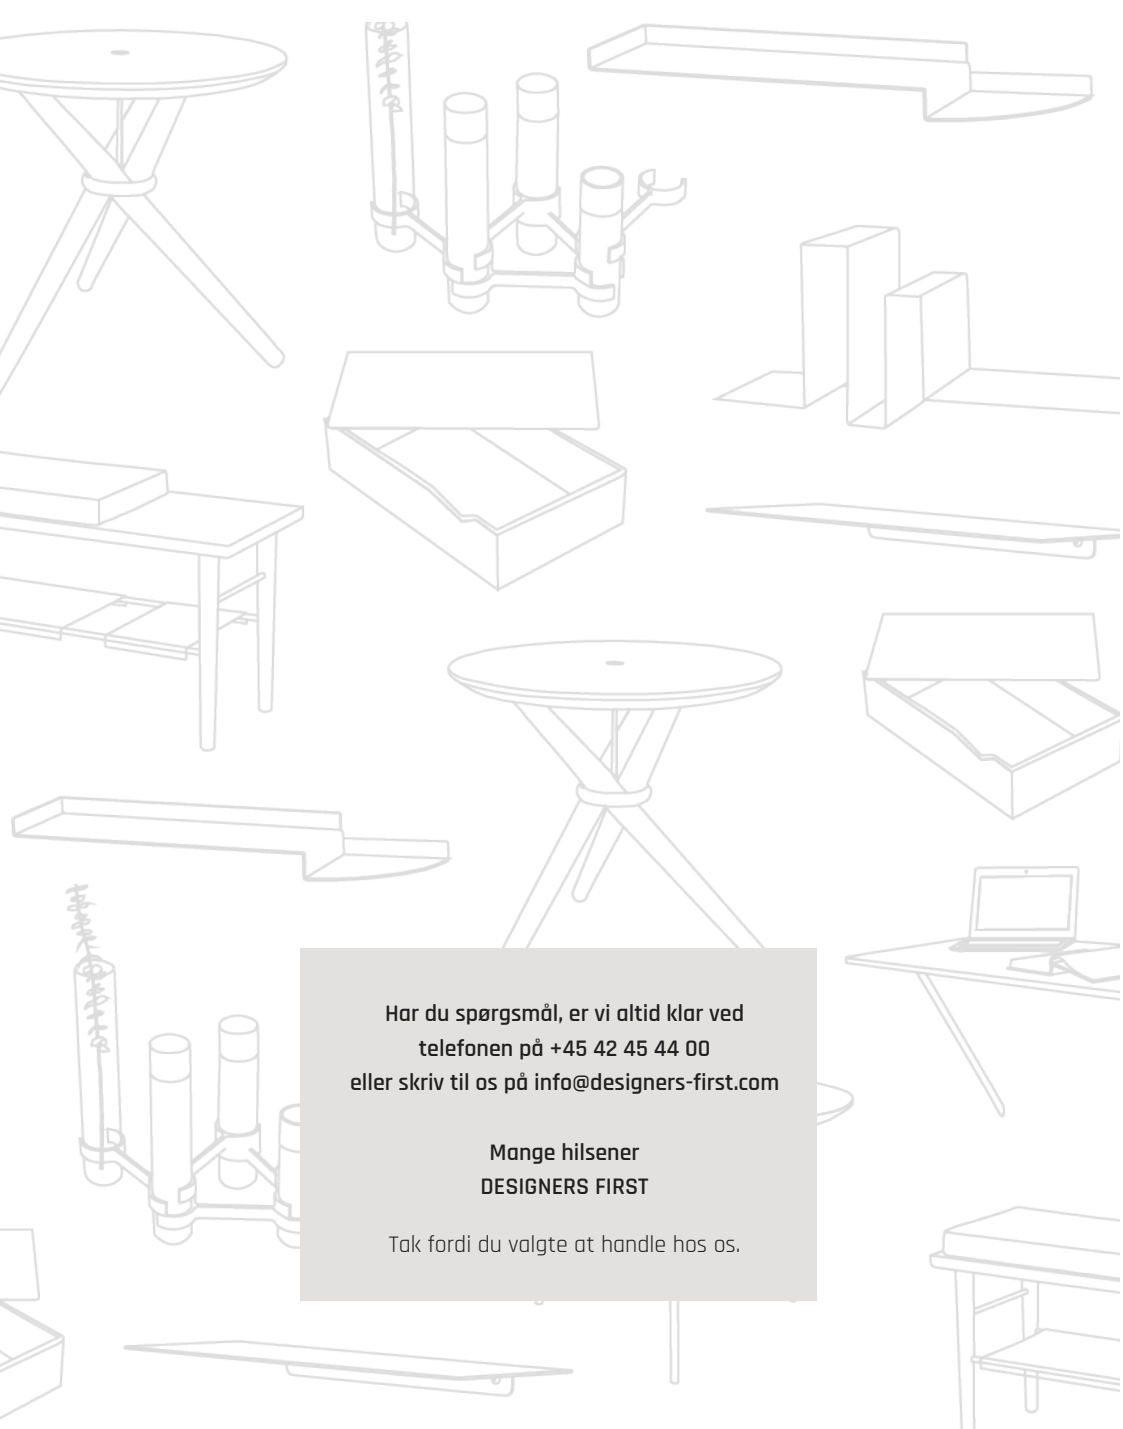 Har du spørgsmål, er vi altid klar ved
telefonen på +45 42 45 44 00
eller skriv til os på info@designers-first.com
Mange hilsener
DESIGNERS FIRST
Tak fordi du valgte at handle hos os.